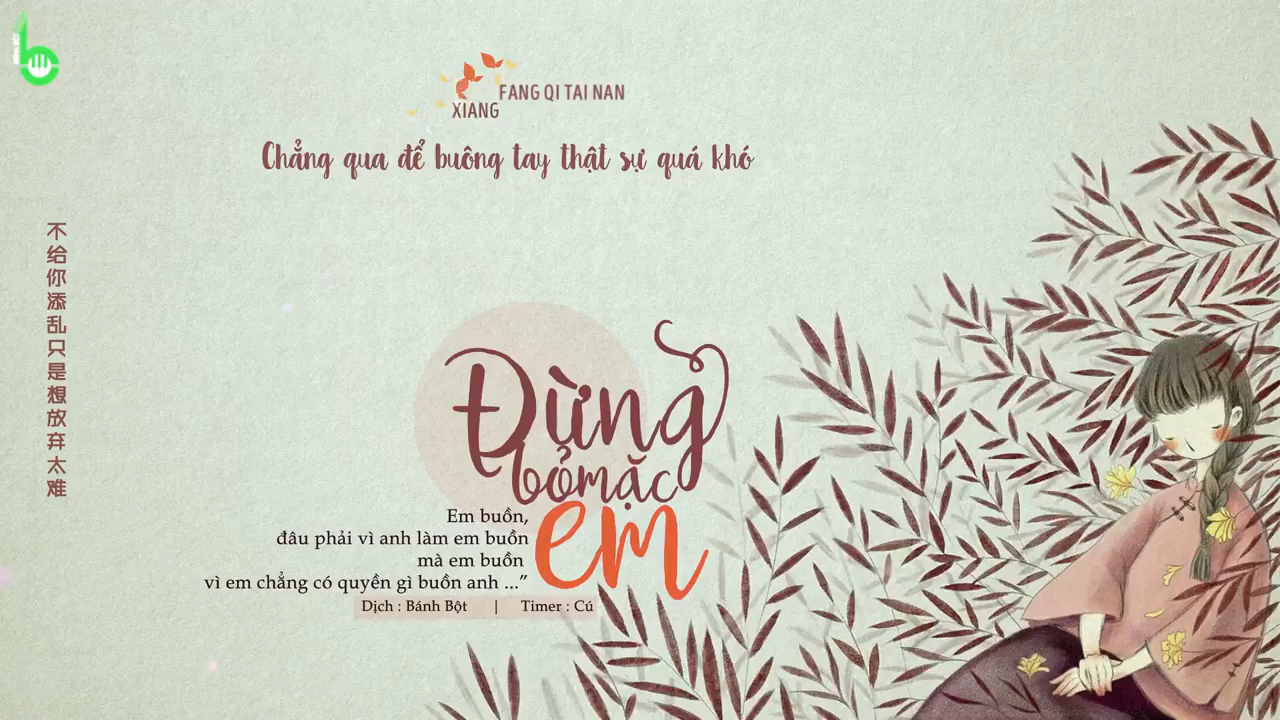 FANG QI TAI NAN
XIANG
Chẳng qua để buông tay thật sự quá khó
不给你添乱只是想放弃太难
Đừng
bỏ mặc
em
Em buồn,
đâu phải vì anh làm em buồn
mà em buồn
vì em chẳng có quyền gì buồn anh ..."
Dịch : Bánh Bột | Timer : Cú